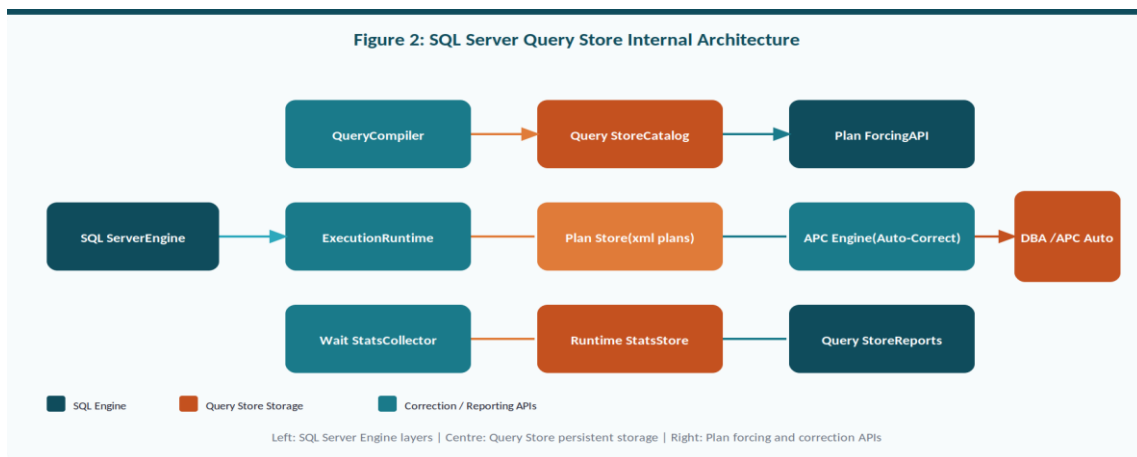 Figure 2: SQL Server Query Store Internal Architecture
QueryCompiler
Query StoreCatalog
Plan ForcingAPI
SQL ServerEngine
ExecutionRuntime
Plan Store(xml plans)
APC Engine(Auto-Correct)
DBA /APC Auto
Wait StatsCollector
Runtime StatsStore
Query StoreReports
SQL Engine
Query Store Storage
Correction / Reporting APIs
Left: SQL Server Engine layers | Centre: Query Store persistent storage | Right: Plan forcing and correction APIs